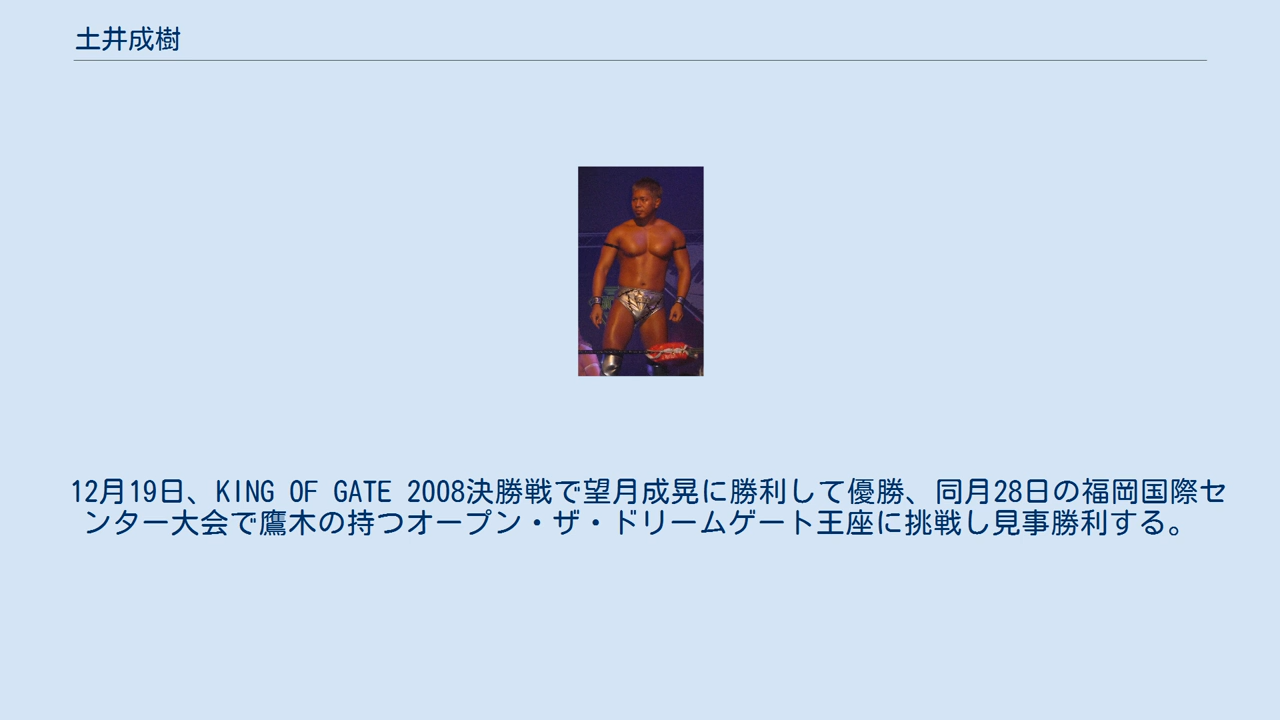 土井成樹
12月19日、KING OF GATE 2008決勝戦で望月成晃に勝利して優勝、同月28日の福岡国際セ
ンター大会で鷹木の持つオープン・ザ・ドリームゲート王座に挑戦し見事勝利する。